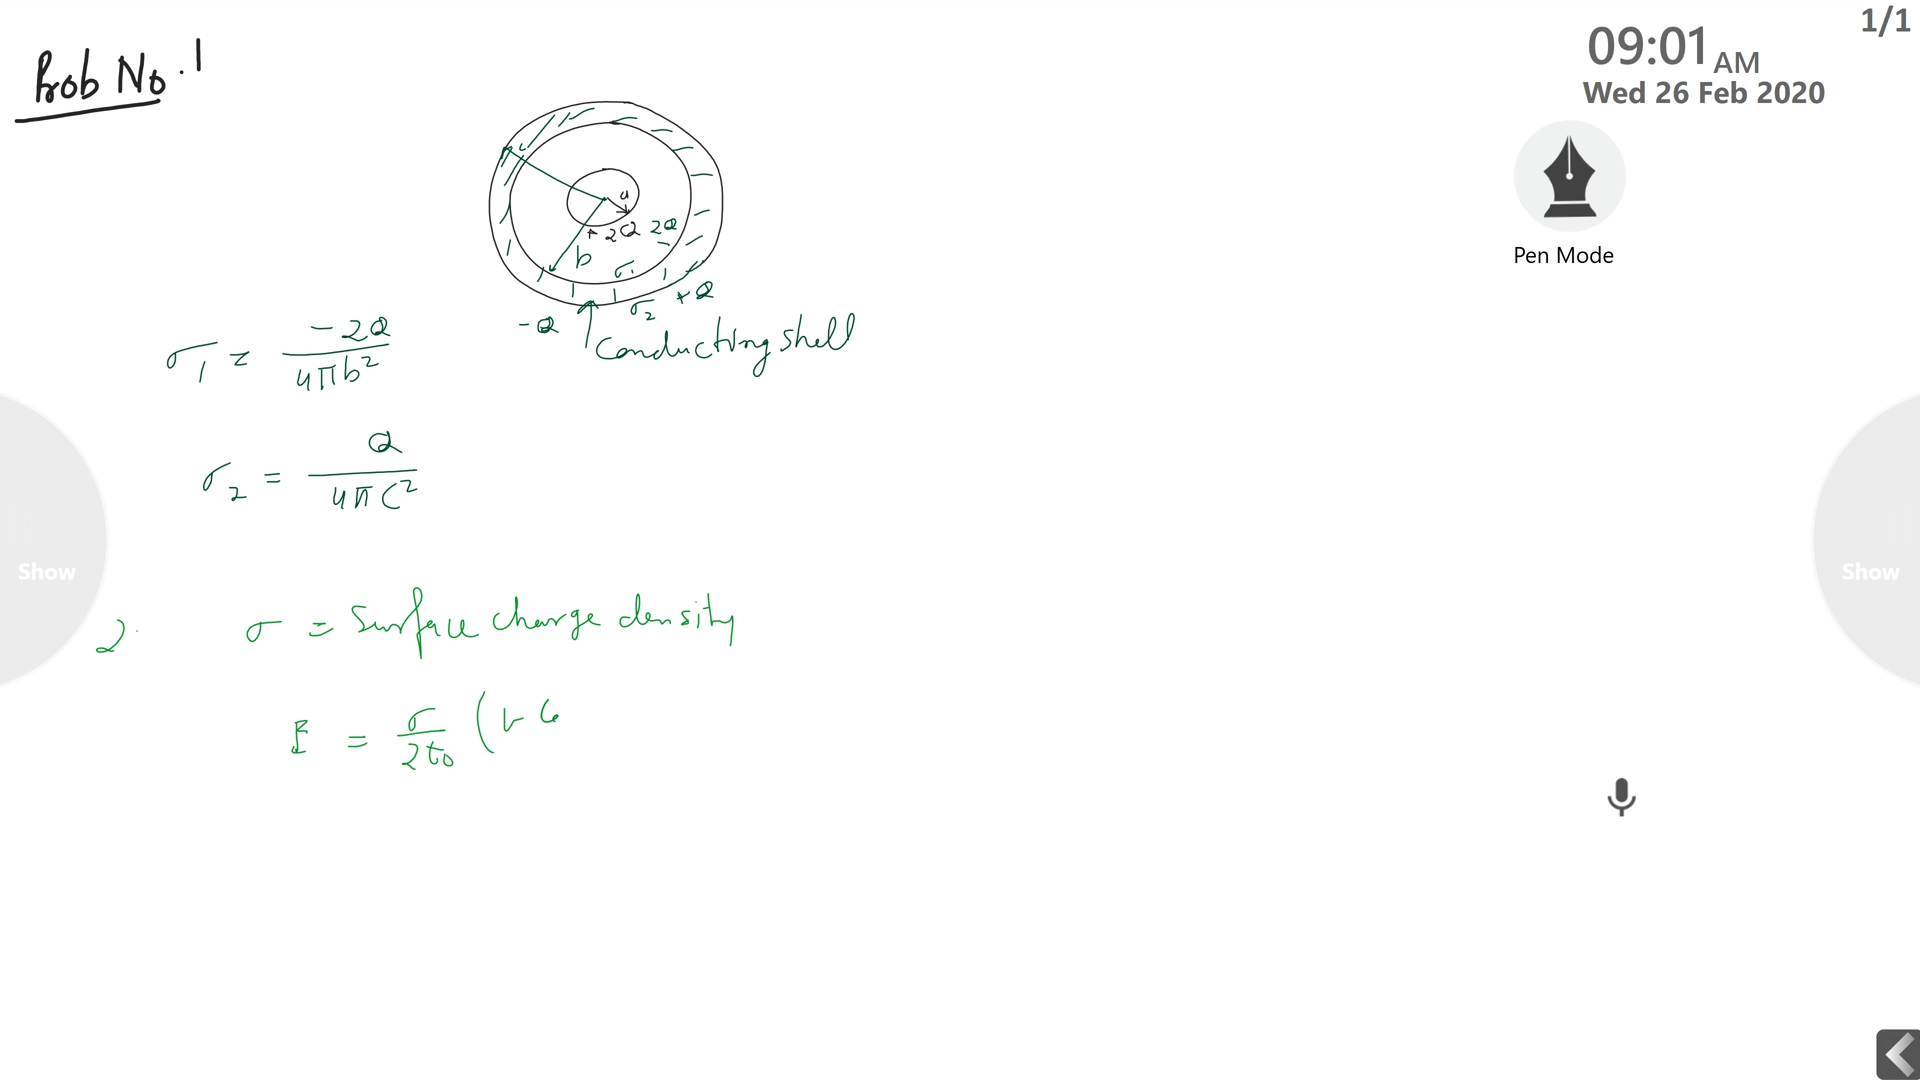 Prob No. 1
1/1
09:01 AM
Wed 26 Feb 2020
Pen Mode
a
+2Q 2Q
b
σ1
σ2 +Q
-Q
Conducting shell
σ1 = -2Q / 4πb²
σ2 = Q / 4πC²
Show
Show
2. σ = Surface charge density
E = σ / 2ϵ0 (